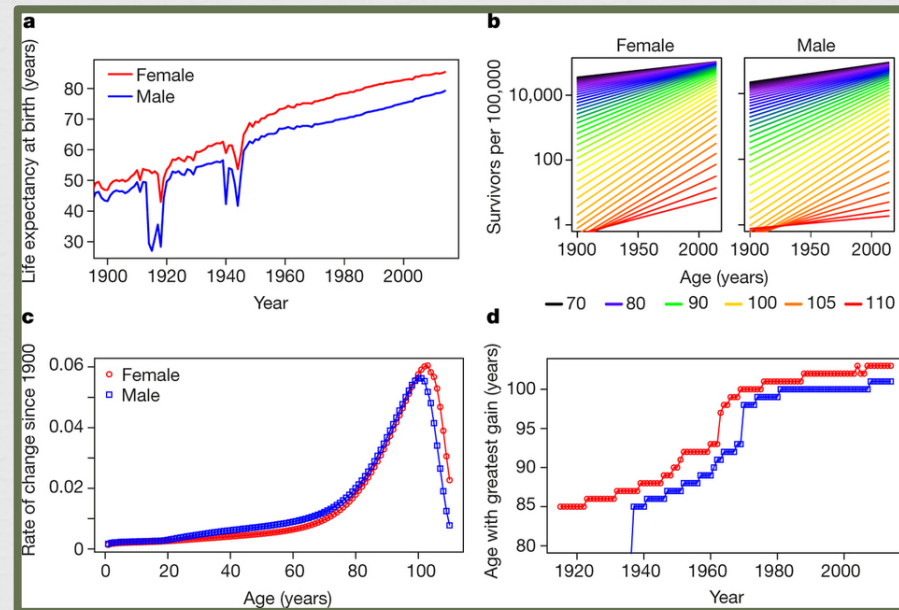 a
Life expectancy at birth (years)
80
70
60
50
40
30
Female
Male
1900 1920 1940 1960 1980 2000
Year
b
Female Male
Survivors per 100,000
10,000
100
1
1900 1950 2000 1900 1950 2000
Age (years)
70 80 90 100 105 110
c
Rate of change since 1900
0.06
0.04
0.02
0
Female
Male
0 20 40 60 80 100
Age (years)
d
Age with greatest gain (years)
100
95
90
85
80
1920 1940 1960 1980 2000
Year